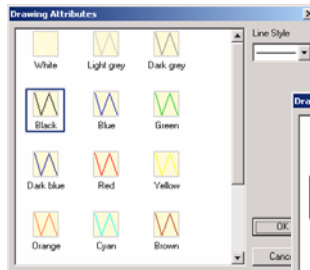 Drawing Attributes
Line Style
White Light grey Dark grey
Black Blue Green
Dark blue Red Yellow
Orange Cyan Brown
OK